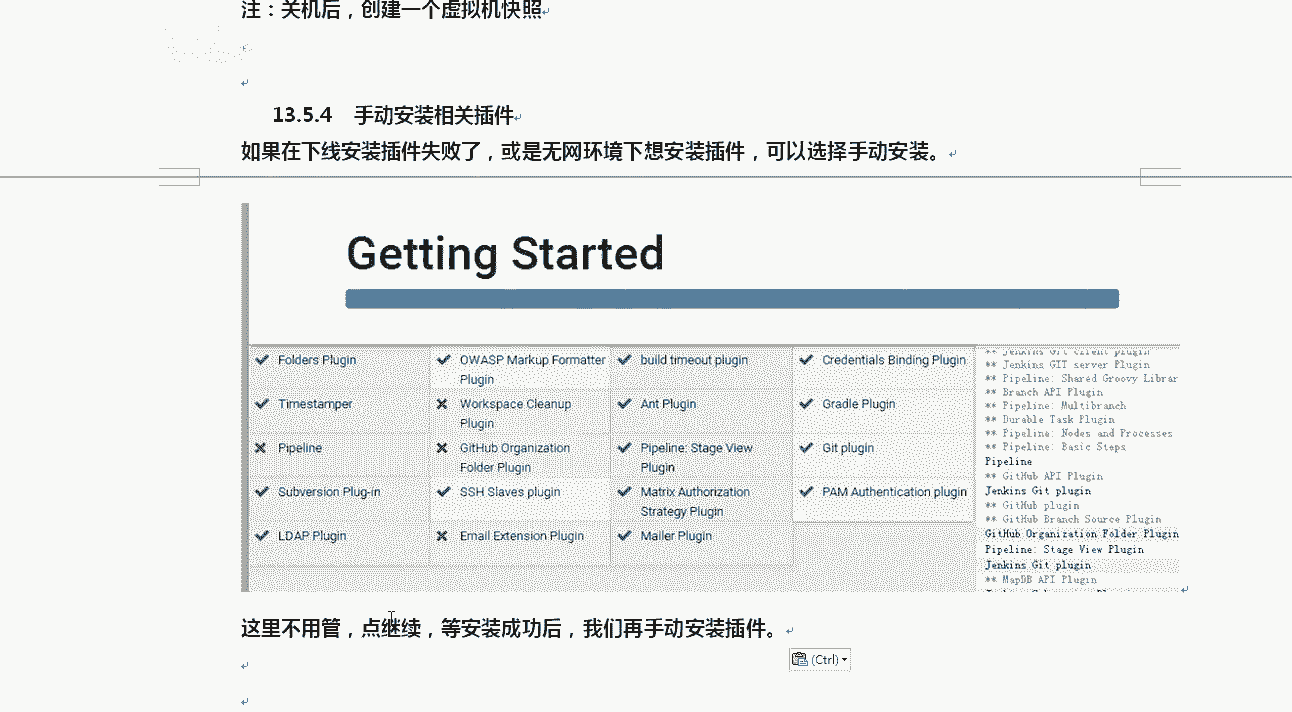 注：关机后，创建一个虚拟机快照
13.5.4 手动安装相关插件
如果在下线安装插件失败了，或是无网环境下想安装插件，可以选择手动安装。
Getting Started
Folders Plugin
OWASP Markup Formatter
Plugin
build timeout plugin
Credentials Binding Plugin
Timestamper
Workspace Cleanup
Plugin
Ant Plugin
Gradle Plugin
Pipeline
GitHub Organization
Folder Plugin
Pipeline: Stage View
Plugin
Git plugin
Subversion Plug-in
SSH Slaves plugin
Matrix Authorization
Strategy Plugin
PAM Authentication plugin
LDAP Plugin
Email Extension Plugin
Mailer Plugin
** Jenkins Git client plugin
** Jenkins GIT server Plugin
** Pipeline: Shared Groovy Librar
** Branch API Plugin
** Pipeline: Multibranch
** Durable Task Plugin
** Pipeline: Nodes and Processes
** Pipeline: Basic Steps
Pipeline
** GitHub API Plugin
Jenkins Git plugin
** GitHub plugin
** GitHub Branch Source Plugin
GitHub Organization Folder Plugin
Pipeline: Stage View Plugin
Jenkins Git plugin
** MapDB API Plugin
这里不用管，点继续，等安装成功后，我们再手动安装插件。
(Ctrl)